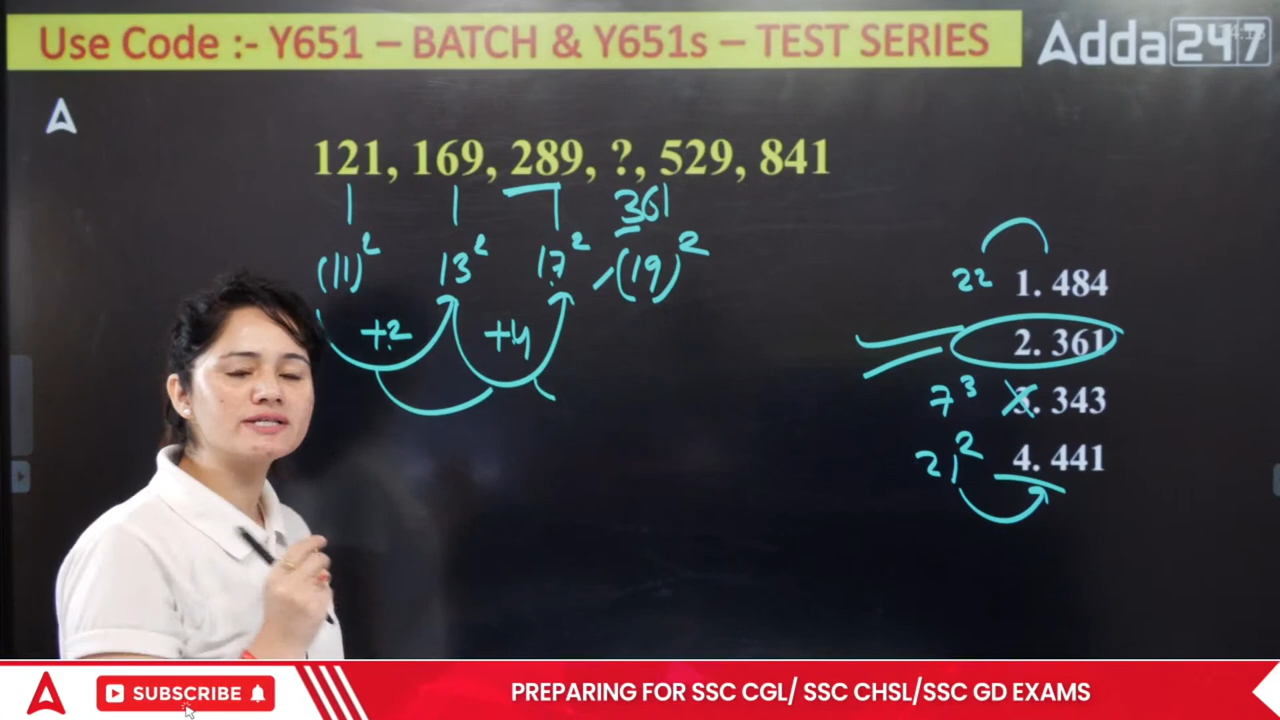 Use Code :- Y651 – BATCH & Y651s – TEST SERIES
Adda247
121, 169, 289, ?, 529, 841
361
(11)² 13² 17² (19)²
+2 +4
22 1. 484
2. 361
7³ 3. 343
21² 4. 441
SUBSCRIBE
PREPARING FOR SSC CGL/ SSC CHSL/SSC GD EXAMS